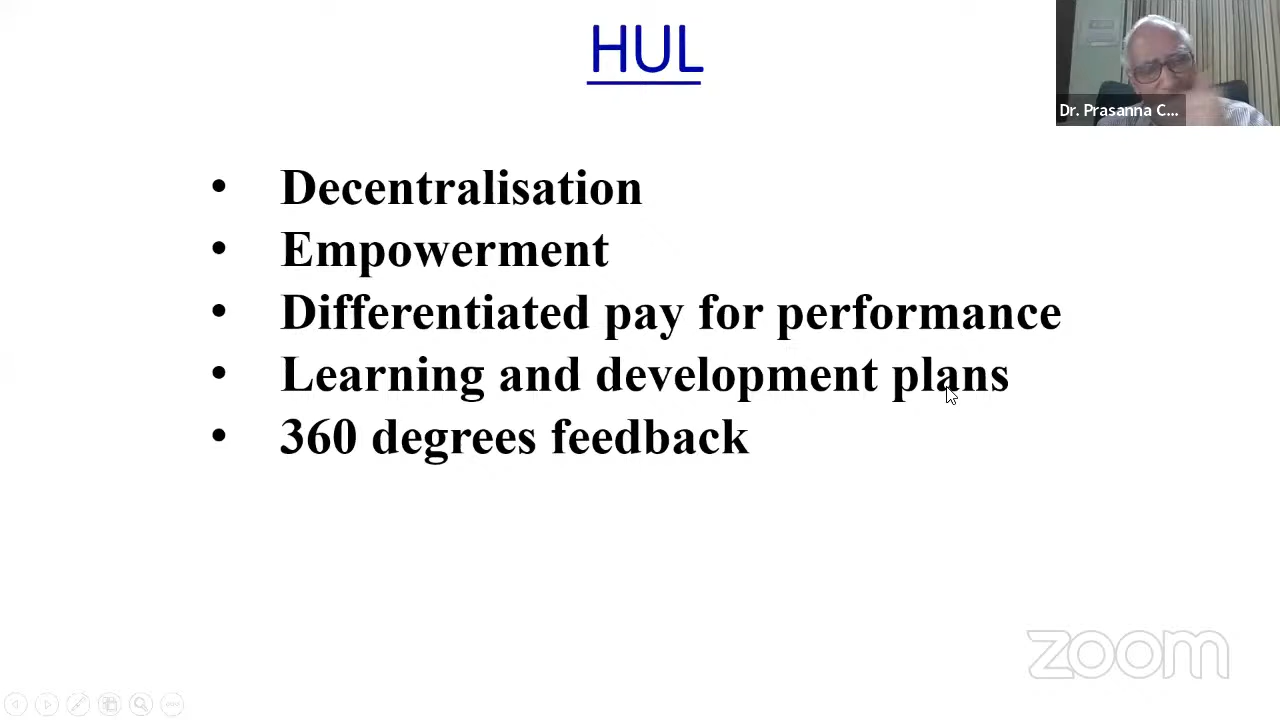 HUL
Dr. Prasanna C...
• Decentralisation
• Empowerment
• Differentiated pay for performance
• Learning and development plans
• 360 degrees feedback
zoom